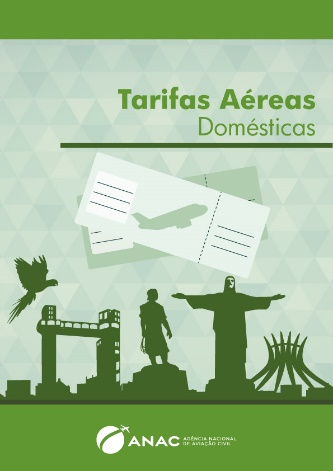 Tarifas Aéreas
Domésticas
ANAC
AGÊNCIA NACIONAL
DE AVIAÇÃO CIVIL